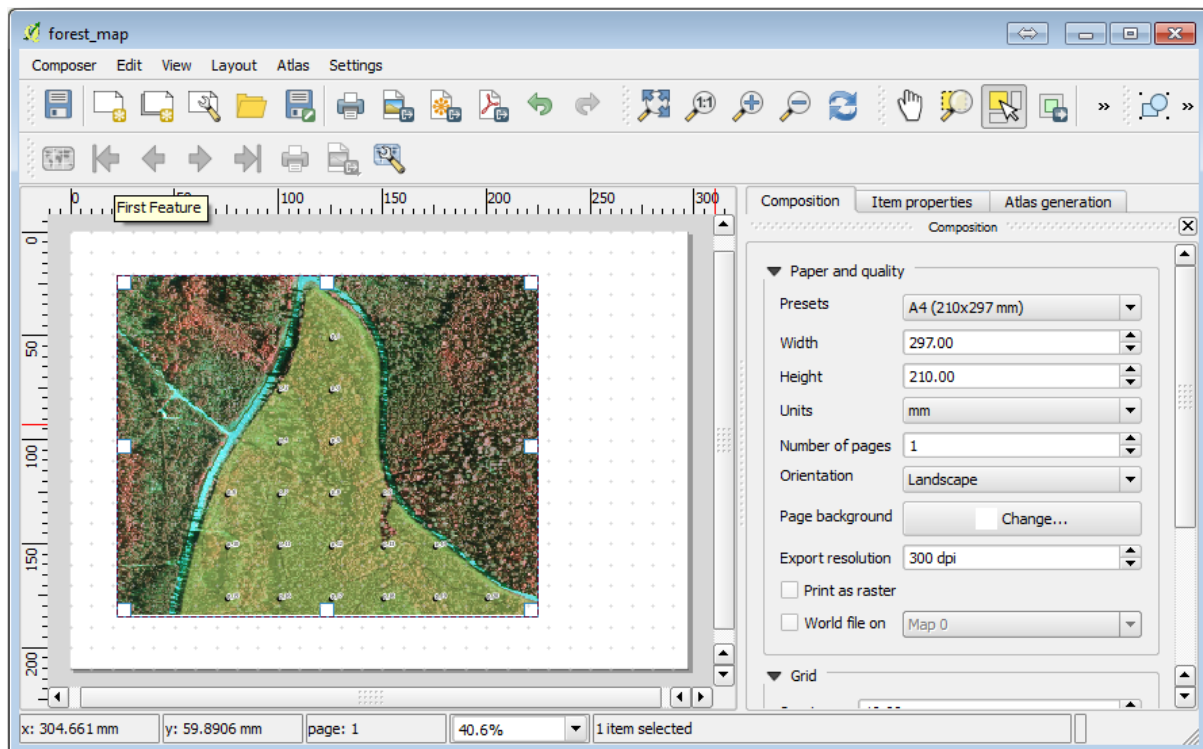 forest_map
Composer Edit View Layout Atlas Settings
1:1 » »
First Feature
0 50 100 150 200 250 300
0
50
100
150
200
Composition Item properties Atlas generation
Composition
Paper and quality
Presets A4 (210x297 mm)
Width 297.00
Height 210.00
Units mm
Number of pages 1
Orientation Landscape
Page background Change...
Export resolution 300 dpi
Print as raster
World file on Map 0
Grid
x: 304.661 mm y: 59.8906 mm page: 1 40.6% 1 item selected